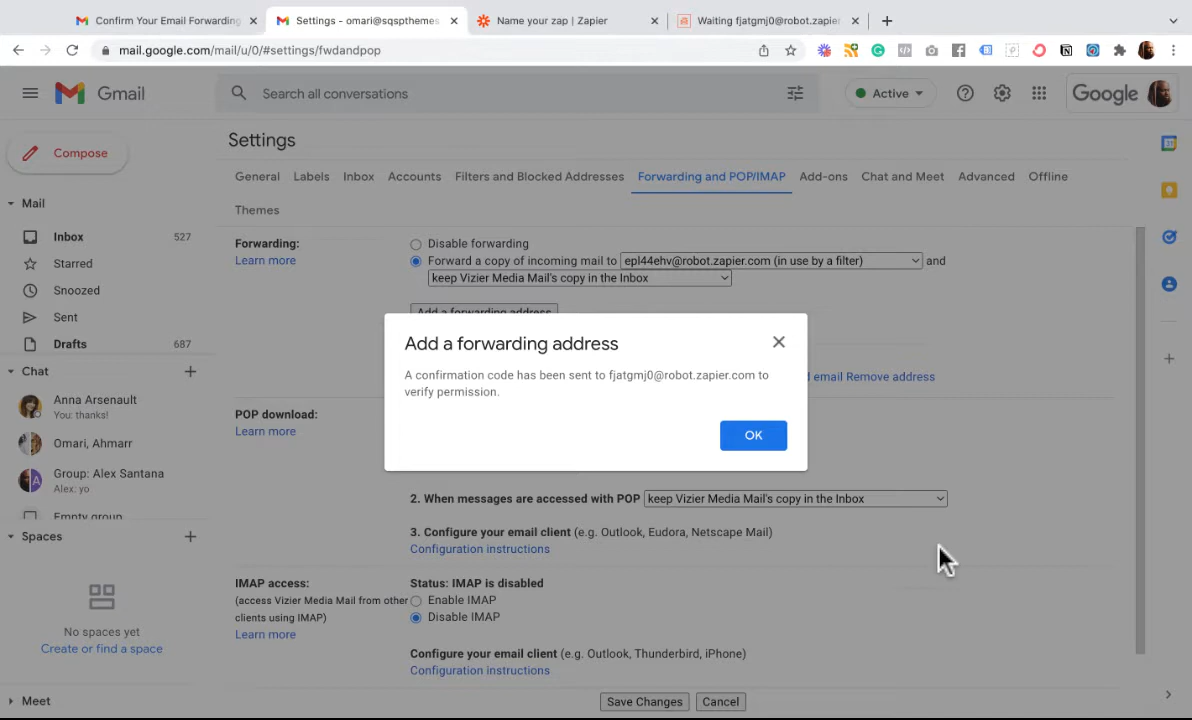 Confirm Your Email Forwarding
Settings - omari@sqspthemes
Name your zap | Zapier
Waiting fjatgmj0@robot.zapier
mail.google.com/mail/u/0/#settings/fwdandpop
Gmail
Search all conversations
Active
Google
Compose
Mail
Inbox 527
Starred
Snoozed
Sent
Drafts 687
Chat
Anna Arsenault
You: thanks!
Omari, Ahmarr
Group: Alex Santana
Alex: yo
Empty group
Spaces
No spaces yet
Create or find a space
Meet
Settings
General Labels Inbox Accounts Filters and Blocked Addresses Forwarding and POP/IMAP Add-ons Chat and Meet Advanced Offline
Themes
Forwarding:
Learn more
Disable forwarding
Forward a copy of incoming mail to epl44ehv@robot.zapier.com (in use by a filter) and
keep Vizier Media Mail's copy in the Inbox
Add a forwarding address
email Remove address
Add a forwarding address
A confirmation code has been sent to fjatgmj0@robot.zapier.com to
verify permission.
OK
POP download:
Learn more
2. When messages are accessed with POP keep Vizier Media Mail's copy in the Inbox
3. Configure your email client (e.g. Outlook, Eudora, Netscape Mail)
Configuration instructions
IMAP access:
(access Vizier Media Mail from other
clients using IMAP)
Learn more
Status: IMAP is disabled
Enable IMAP
Disable IMAP
Configure your email client (e.g. Outlook, Thunderbird, iPhone)
Configuration instructions
Save Changes Cancel